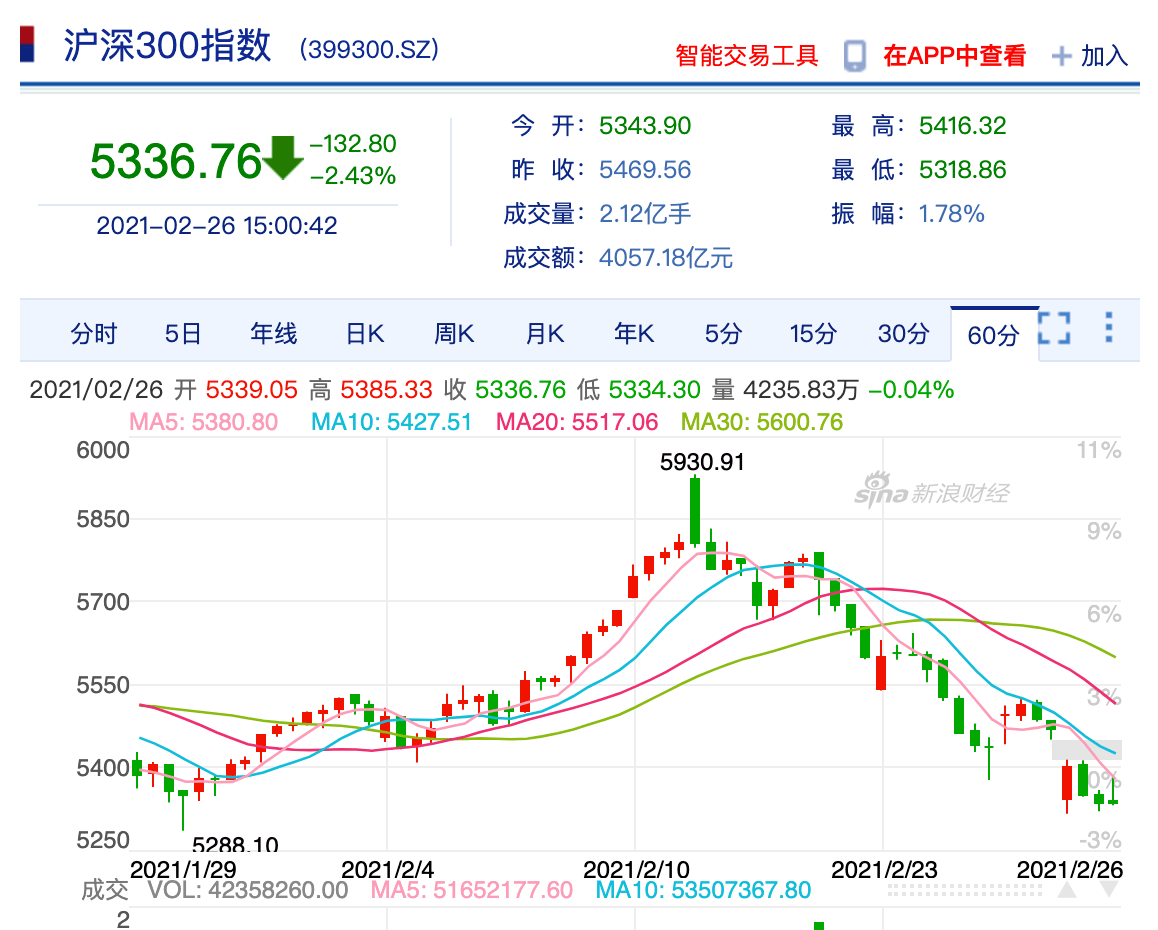 沪深300指数 (399300.SZ) 智能交易工具 在APP中查看 + 加入
5336.76 -132.80
-2.43%
2021-02-26 15:00:42
今 开: 5343.90 最 高: 5416.32
昨 收: 5469.56 最 低: 5318.86
成交量: 2.12亿手 振 幅: 1.78%
成交额: 4057.18亿元
分时 5日 年线 日K 周K 月K 年K 5分 15分 30分 60分
2021/02/26 开 5339.05 高 5385.33 收 5336.76 低 5334.30 量 4235.83万 -0.04%
MA5: 5380.80 MA10: 5427.51 MA20: 5517.06 MA30: 5600.76
6000 11%
5930.91
sina 新浪财经
5850 9%
5700 6%
5550 3%
5400 0%
5250 -3%
5288.10
2021/1/29 2021/2/4 2021/2/10 2021/2/23 2021/2/26
成交 VOL: 42358260.00 MA5: 51652177.60 MA10: 53507367.80
2